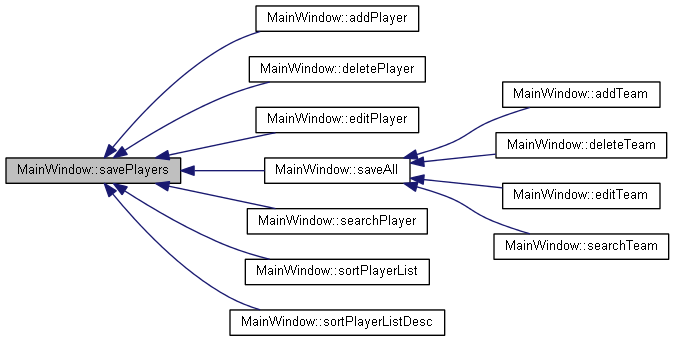 MainWindow::addPlayer
MainWindow::deletePlayer
MainWindow::addTeam
MainWindow::editPlayer
MainWindow::deleteTeam
MainWindow::savePlayers
MainWindow::saveAll
MainWindow::editTeam
MainWindow::searchPlayer
MainWindow::searchTeam
MainWindow::sortPlayerList
MainWindow::sortPlayerListDesc